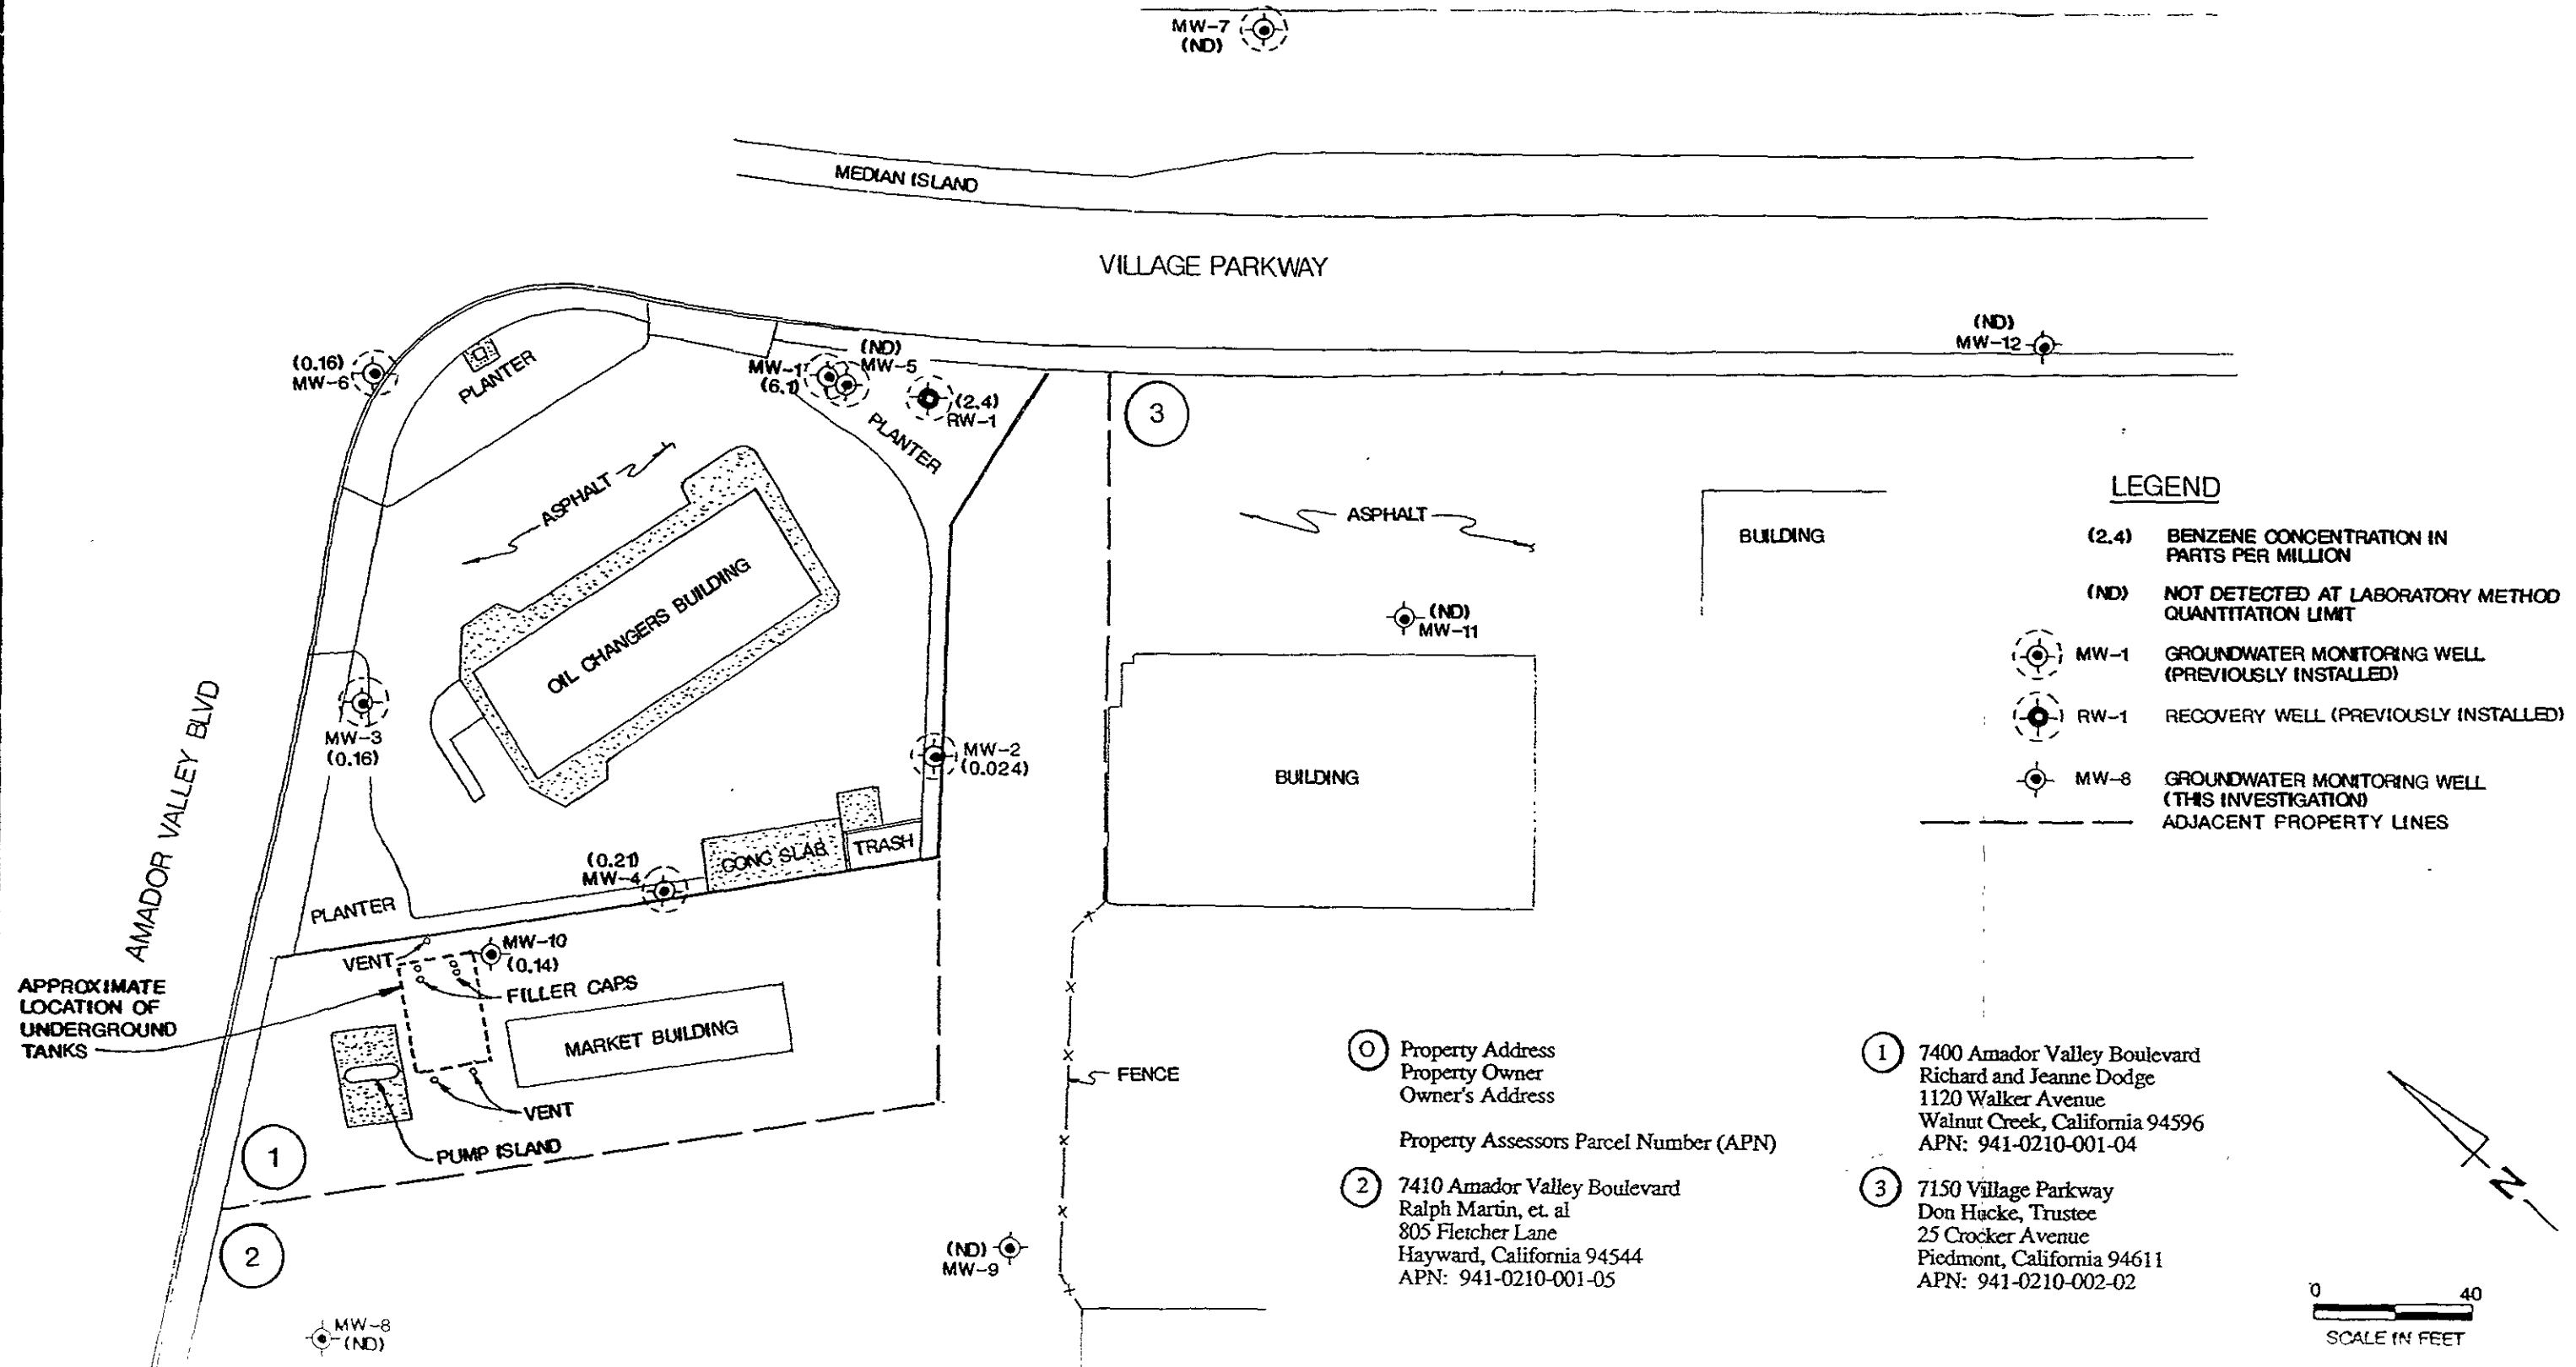 MW-7
(ND)
MEDIAN ISLAND
VILLAGE PARKWAY
(ND)
MW-12
(0.16)
MW-6
PLANTER
(ND)
MW-1
MW-5
(6.1)
(2.4)
RW-1
PLANTER
3
ASPHALT
ASPHALT
BUILDING
OIL CHANGERS BUILDING
(ND)
MW-11
MW-3
(0.16)
MW-2
(0.024)
BUILDING
AMADOR VALLEY BLVD
CONC SLAB
TRASH
(0.21)
MW-4
PLANTER
MW-10
(0.14)
VENT
FILLER CAPS
APPROXIMATE
LOCATION OF
UNDERGROUND
TANKS
MARKET BUILDING
VENT
PUMP ISLAND
FENCE
1
2
(ND)
MW-9
MW-8
(ND)
LEGEND
(2.4) BENZENE CONCENTRATION IN
PARTS PER MILLION
(ND) NOT DETECTED AT LABORATORY METHOD
QUANTITATION LIMIT
MW-1 GROUNDWATER MONITORING WELL
(PREVIOUSLY INSTALLED)
RW-1 RECOVERY WELL (PREVIOUSLY INSTALLED)
MW-8 GROUNDWATER MONITORING WELL
(THIS INVESTIGATION)
ADJACENT PROPERTY LINES
O Property Address
Property Owner
Owner's Address
Property Assessors Parcel Number (APN)
1 7400 Amador Valley Boulevard
Richard and Jeanne Dodge
1120 Walker Avenue
Walnut Creek, California 94596
APN: 941-0210-001-04
2 7410 Amador Valley Boulevard
Ralph Martin, et. al
805 Fletcher Lane
Hayward, California 94544
APN: 941-0210-001-05
3 7150 Village Parkway
Don Hucke, Trustee
25 Crocker Avenue
Piedmont, California 94611
APN: 941-0210-002-02
N
0 40
SCALE IN FEET